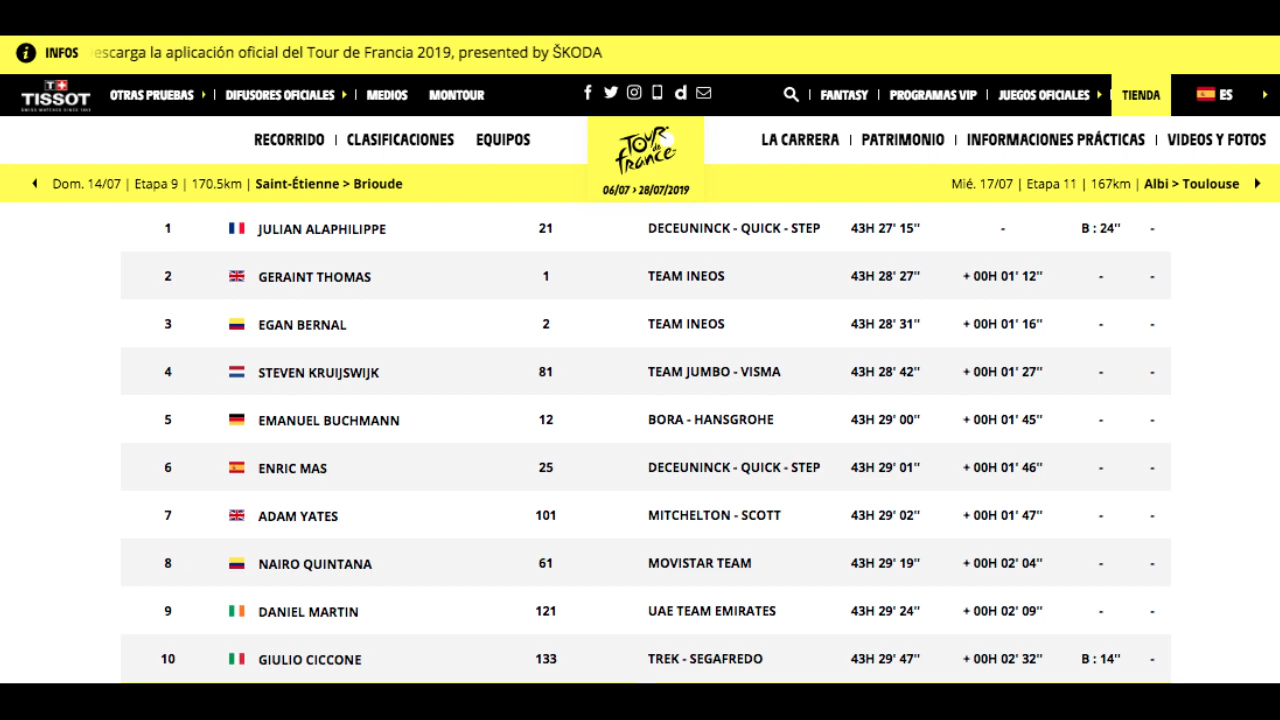 INFOS escarga la aplicación oficial del Tour de Francia 2019, presented by ŠKODA
TISSOT OTRAS PRUEBAS | DIFUSORES OFICIALES | MEDIOS MONTOUR | FANTASY | PROGRAMAS VIP | JUEGOS OFICIALES | TIENDA ES
RECORRIDO | CLASIFICACIONES EQUIPOS TOUR de france LA CARRERA | PATRIMONIO | INFORMACIONES PRÁCTICAS | VIDEOS Y FOTOS
06/07 > 28/07/2019
Dom. 14/07 | Etapa 9 | 170.5km | Saint-Étienne > Brioude Mié. 17/07 | Etapa 11 | 167km | Albi > Toulouse
1 JULIAN ALAPHILIPPE 21 DECEUNINCK - QUICK - STEP 43H 27' 15'' - B : 24'' -
2 GERAINT THOMAS 1 TEAM INEOS 43H 28' 27'' + 00H 01' 12'' - -
3 EGAN BERNAL 2 TEAM INEOS 43H 28' 31'' + 00H 01' 16'' - -
4 STEVEN KRUIJSWIJK 81 TEAM JUMBO - VISMA 43H 28' 42'' + 00H 01' 27'' - -
5 EMANUEL BUCHMANN 12 BORA - HANSGROHE 43H 29' 00'' + 00H 01' 45'' - -
6 ENRIC MAS 25 DECEUNINCK - QUICK - STEP 43H 29' 01'' + 00H 01' 46'' - -
7 ADAM YATES 101 MITCHELTON - SCOTT 43H 29' 02'' + 00H 01' 47'' - -
8 NAIRO QUINTANA 61 MOVISTAR TEAM 43H 29' 19'' + 00H 02' 04'' - -
9 DANIEL MARTIN 121 UAE TEAM EMIRATES 43H 29' 24'' + 00H 02' 09'' - -
10 GIULIO CICCONE 133 TREK - SEGAFREDO 43H 29' 47'' + 00H 02' 32'' B : 14'' -